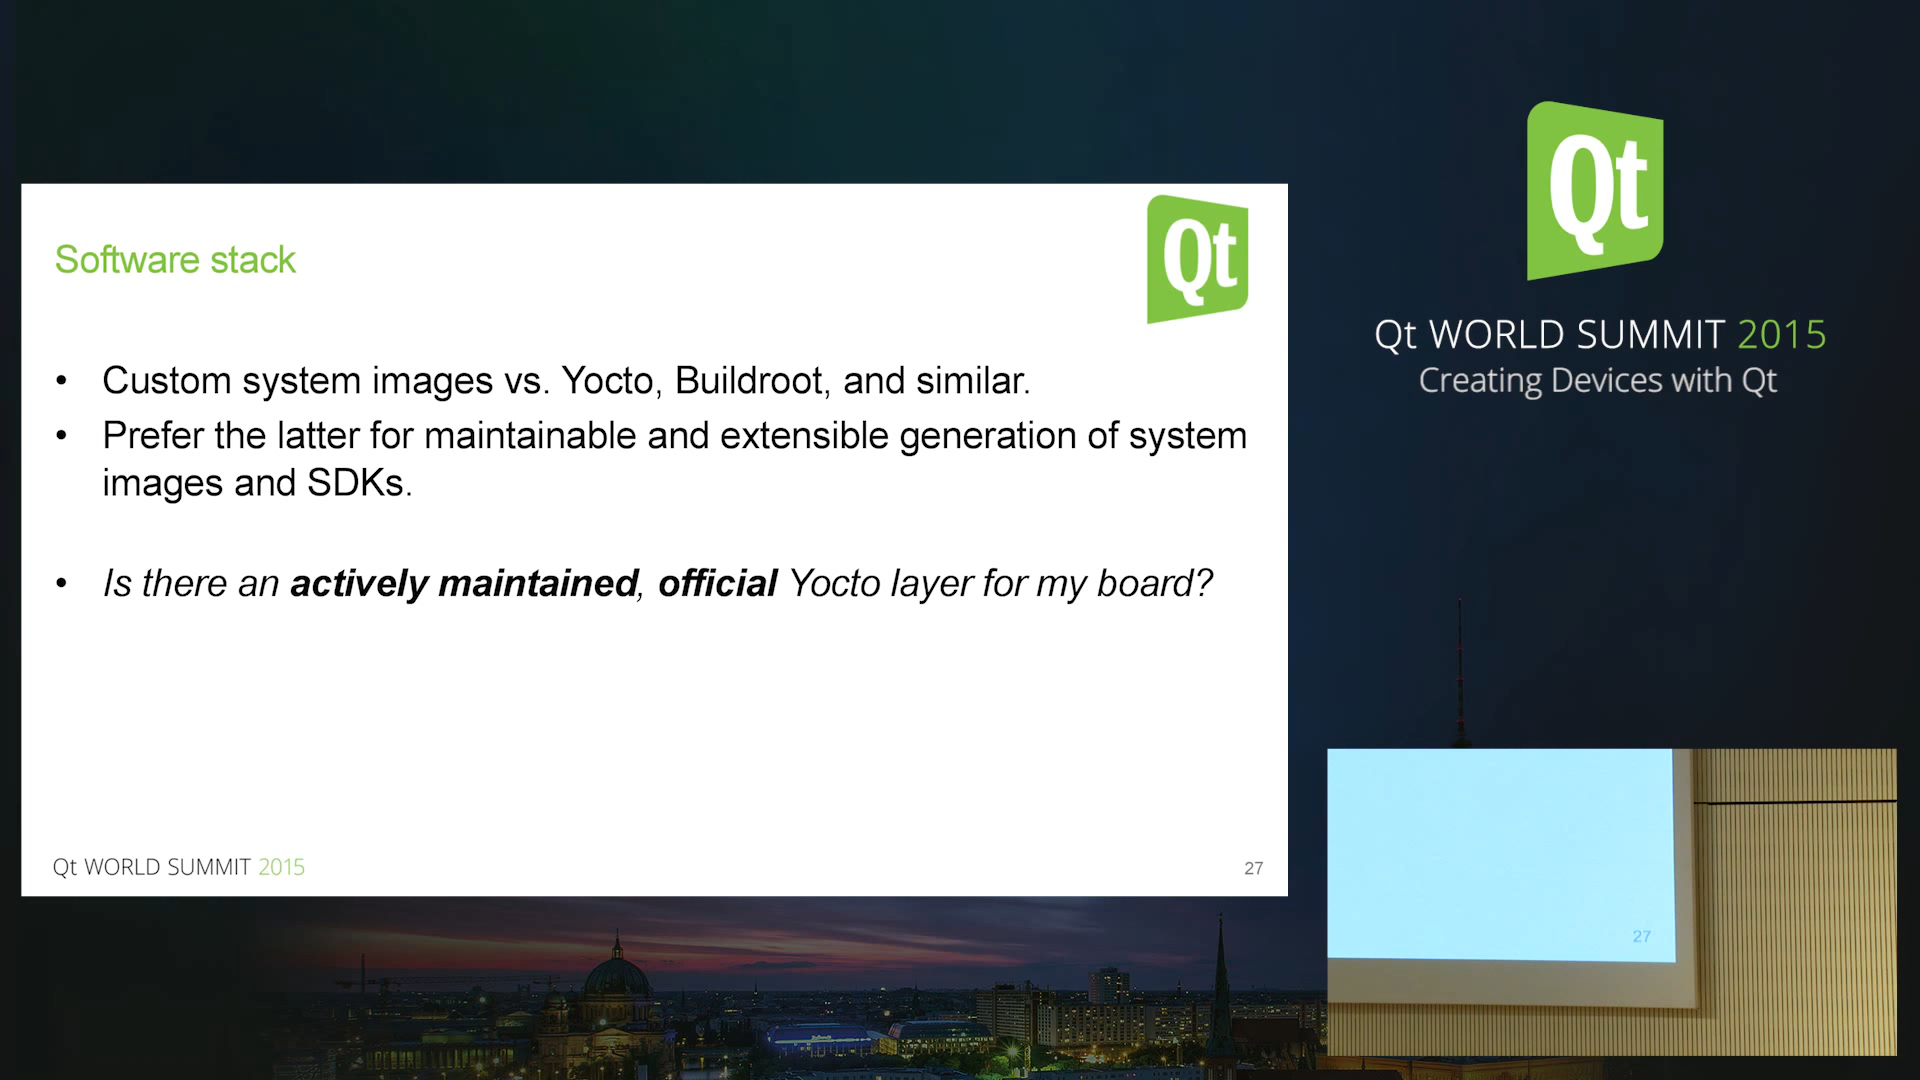 Software stack
Qt
• Custom system images vs. Yocto, Buildroot, and similar.
• Prefer the latter for maintainable and extensible generation of system
images and SDKs.
• Is there an actively maintained, official Yocto layer for my board?
Qt WORLD SUMMIT 2015
27
Qt
Qt WORLD SUMMIT 2015
Creating Devices with Qt
27